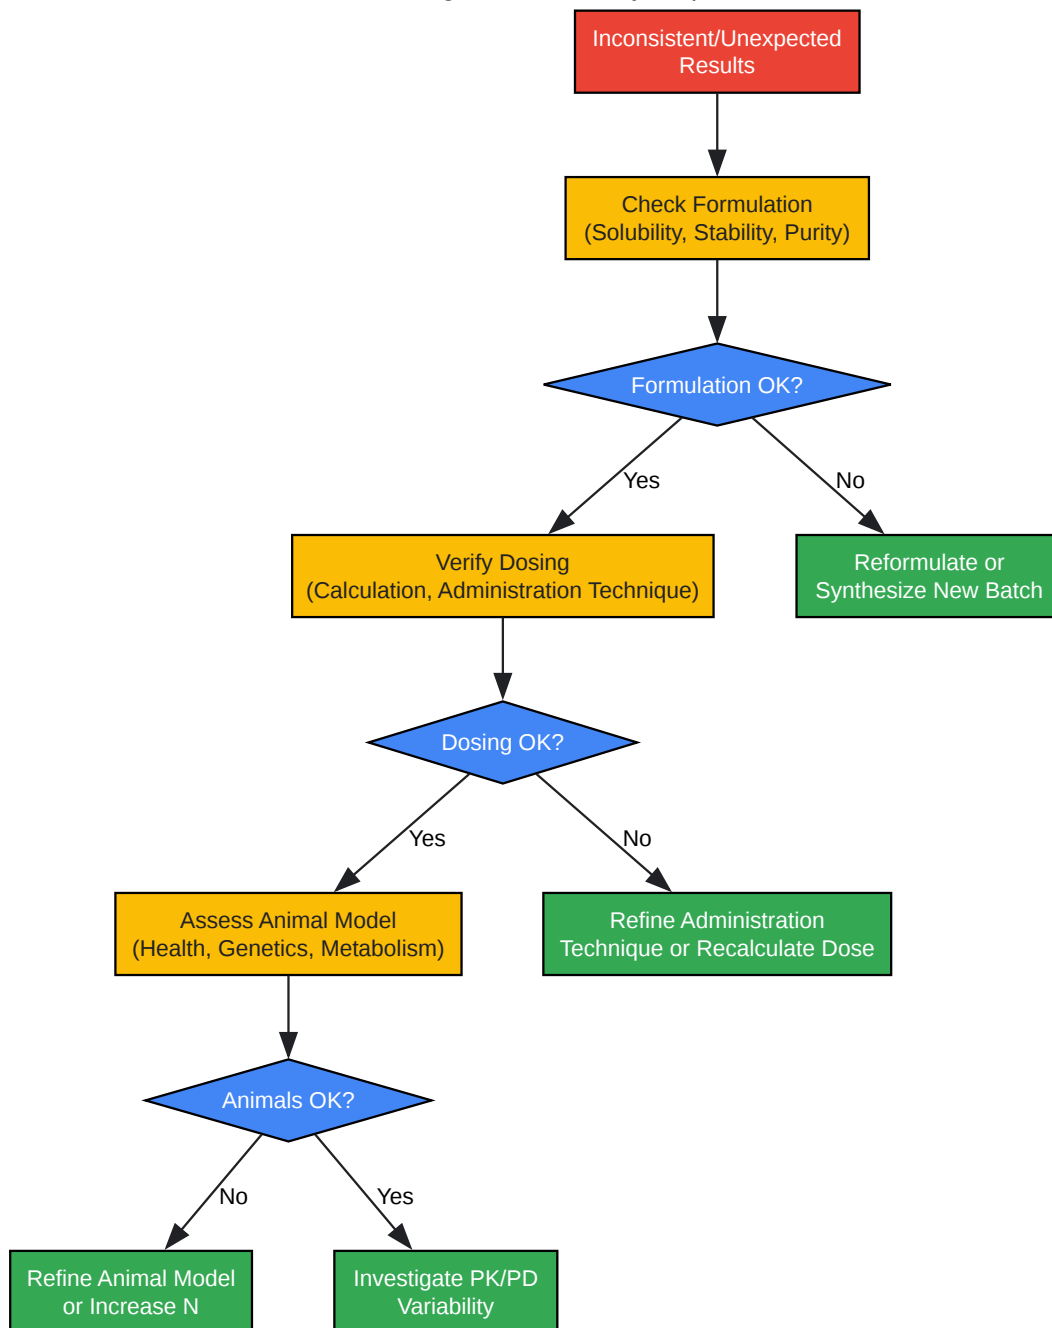 Inconsistent/Unexpected
Results
Check Formulation
(Solubility, Stability, Purity)
Formulation OK?
Yes
No
Verify Dosing
(Calculation, Administration Technique)
Reformulate or
Synthesize New Batch
Dosing OK?
Yes
No
Assess Animal Model
(Health, Genetics, Metabolism)
Refine Administration
Technique or Recalculate Dose
Animals OK?
No
Yes
Refine Animal Model
or Increase N
Investigate PK/PD
Variability